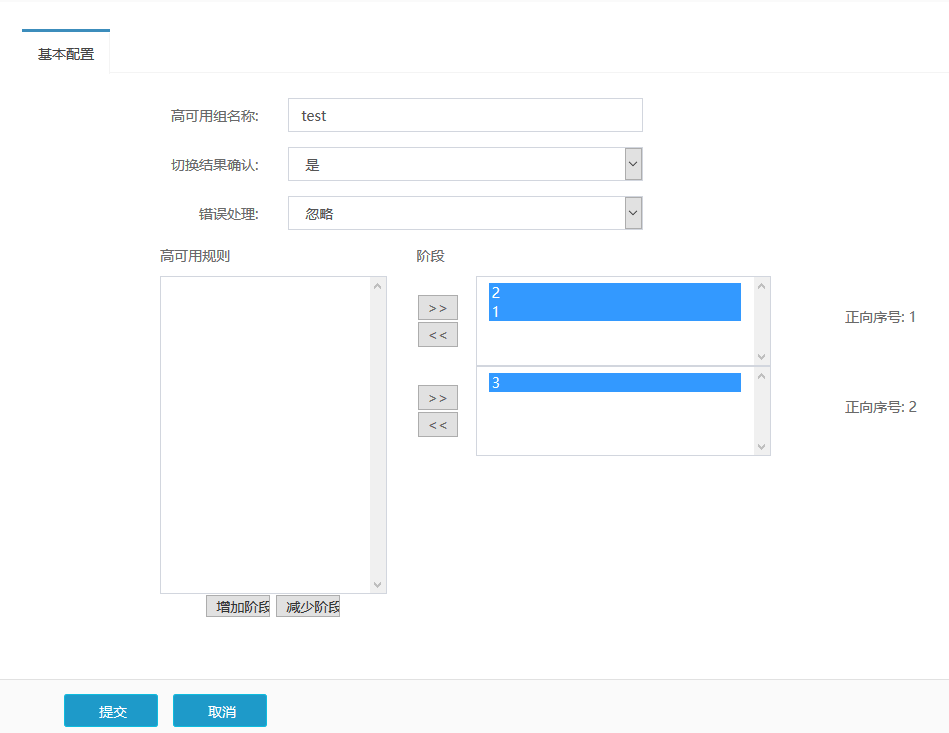 基本配置
高可用组名称: test
切换结果确认: 是
错误处理: 忽略
高可用规则 阶段
>> 2
1 正向序号: 1
<<
>> 3
正向序号: 2
<<
增加阶段 减少阶段
提交 取消